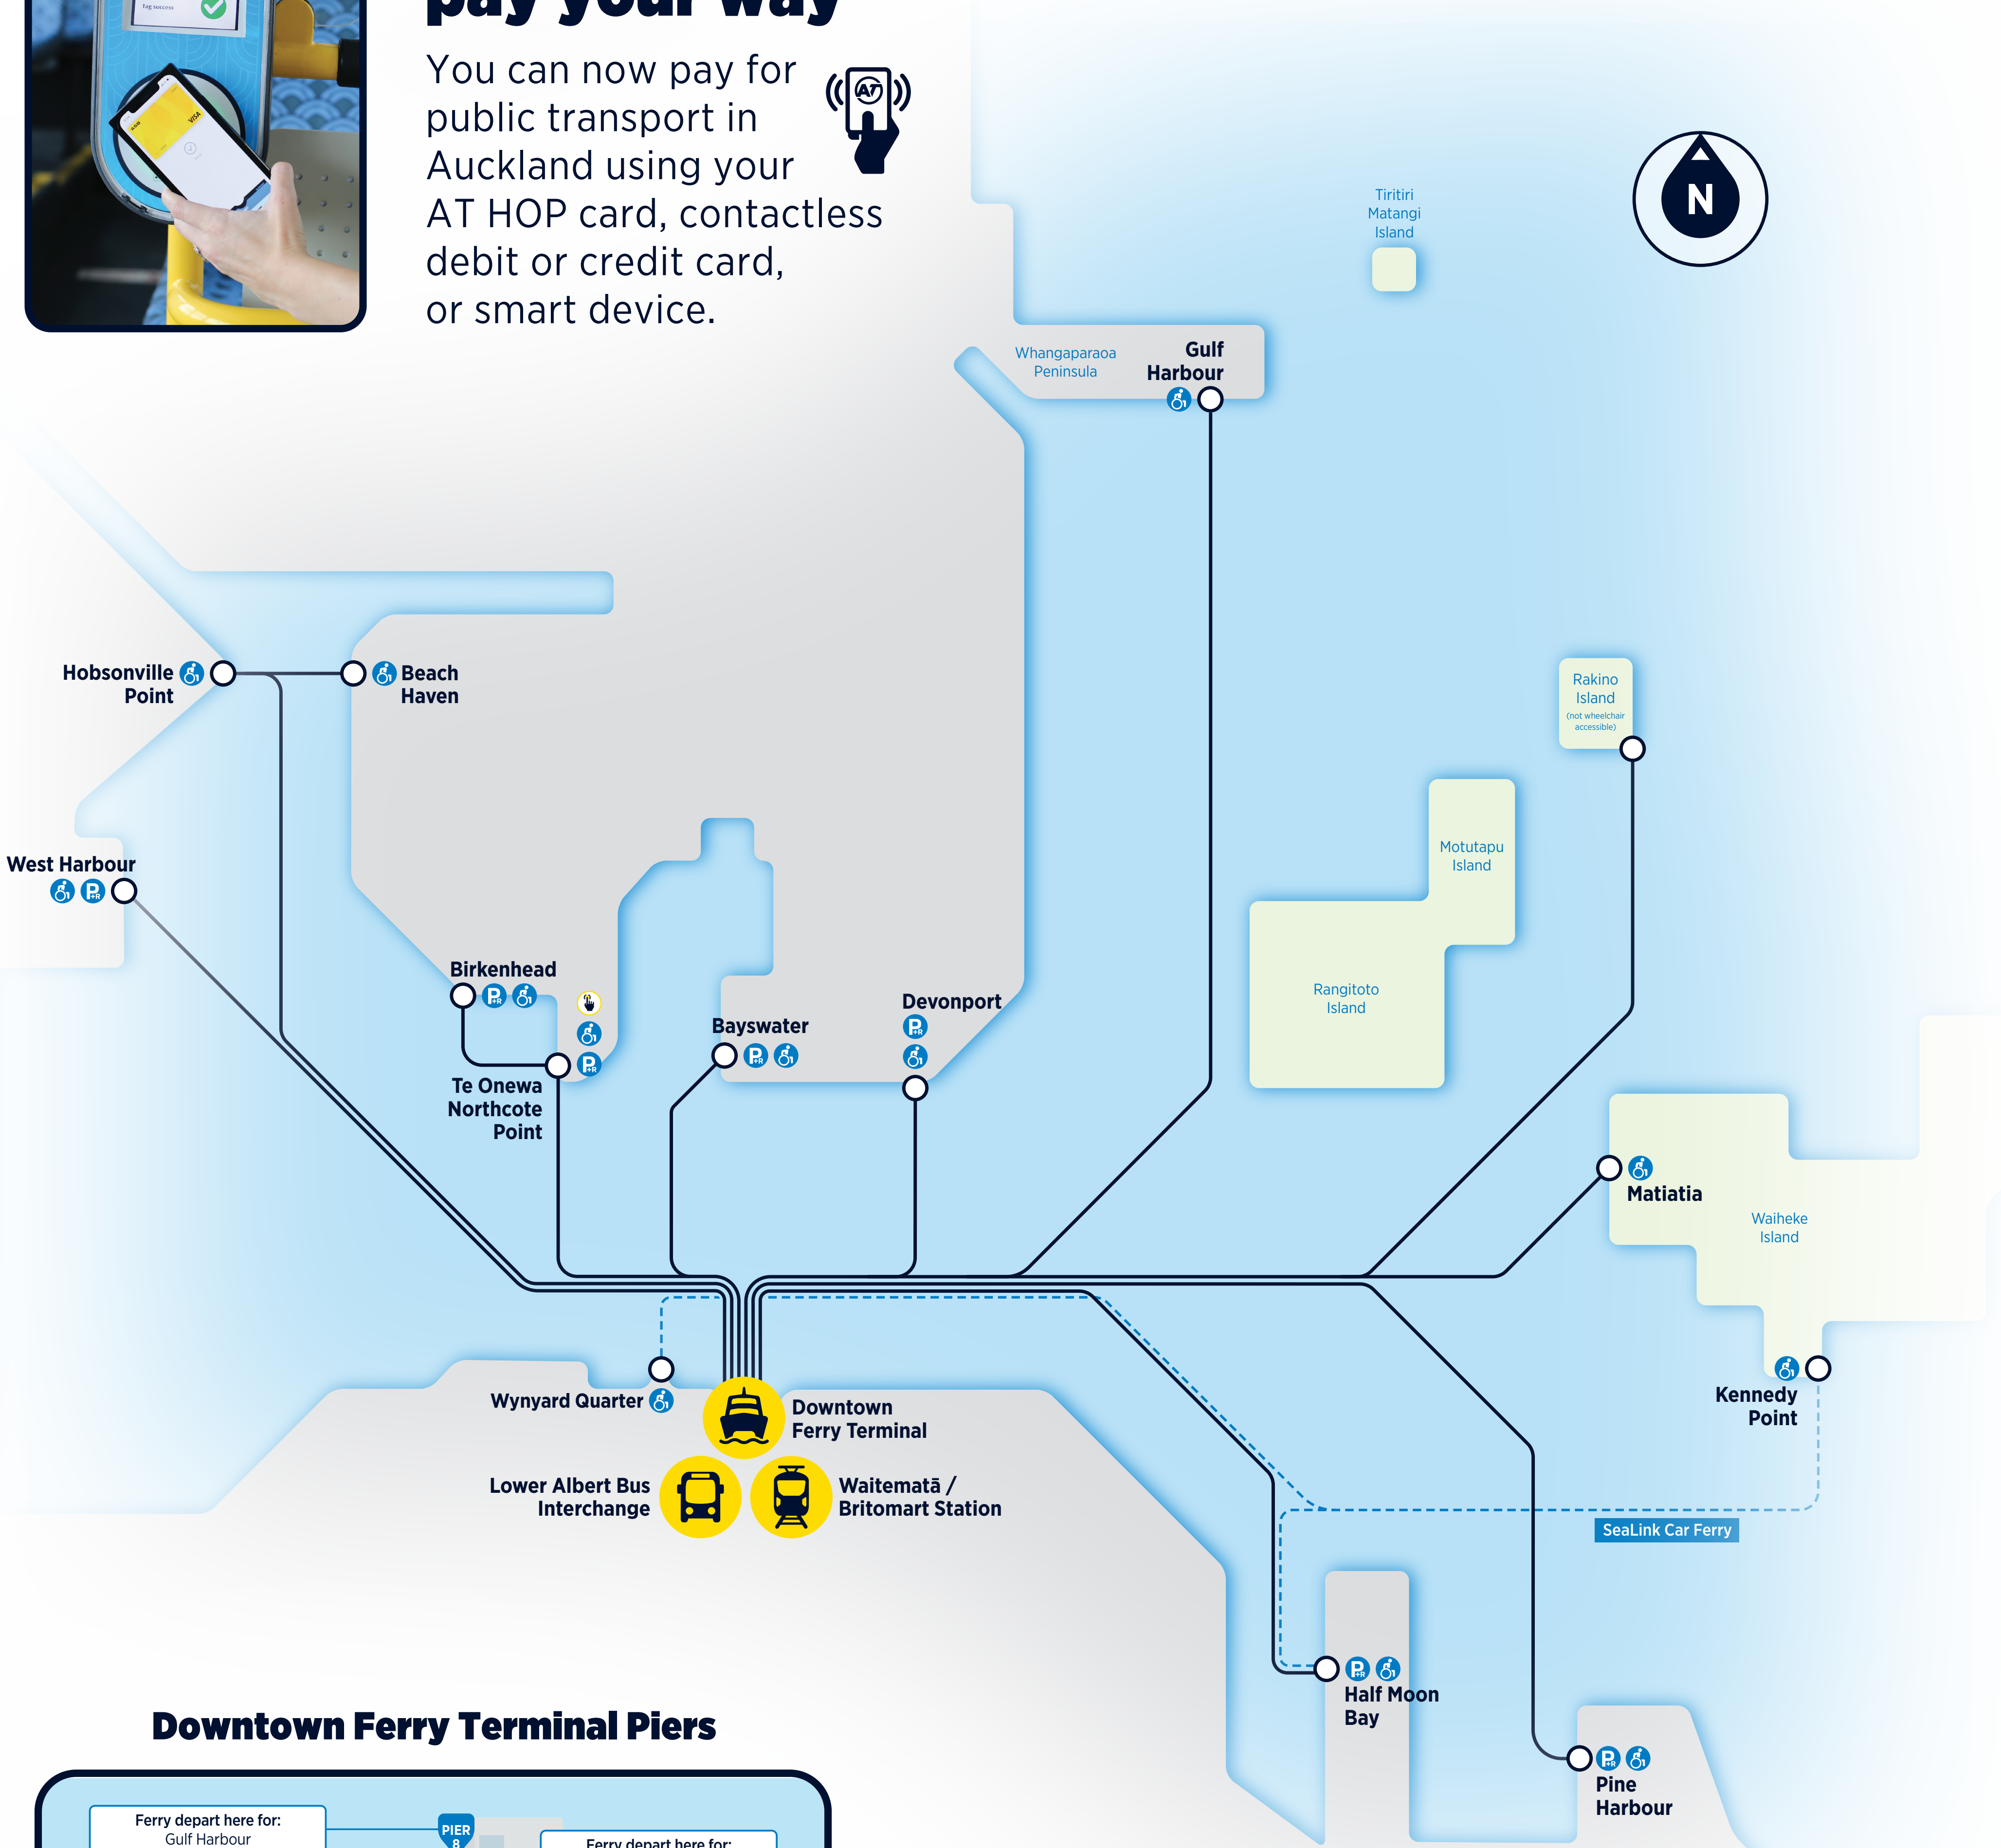 Tag success
VISA
pay your way
You can now pay for
public transport in
Auckland using your
AT HOP card, contactless
debit or credit card,
or smart device.
AT
N
Tiritiri
Matangi
Island
Whangaparaoa
Peninsula
Gulf
Harbour
Hobsonville
Point
Beach
Haven
Rakino
Island
(not wheelchair
accessible)
Motutapu
Island
West Harbour
P+R
Birkenhead
P+R
Rangitoto
Island
Devonport
P+R
Bayswater
P+R
P+R
Te Onewa
Northcote
Point
Matiatia
Waiheke
Island
Wynyard Quarter
Downtown
Ferry Terminal
Kennedy
Point
Lower Albert Bus
Interchange
Waitematā /
Britomart Station
SeaLink Car Ferry
P+R
Half Moon
Bay
P+R
Pine
Harbour
Downtown Ferry Terminal Piers
Ferry depart here for:
Gulf Harbour
PIER
8
Ferry depart here for: